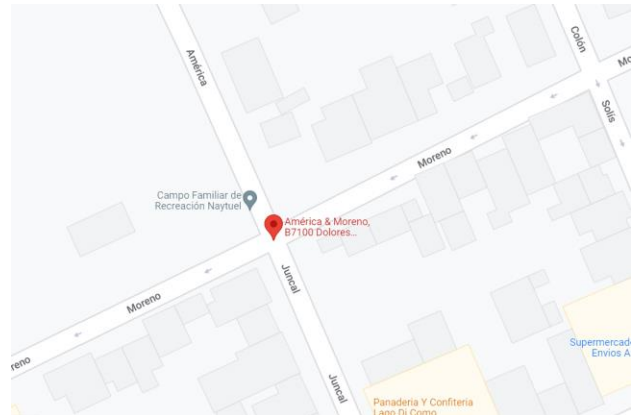 América
Colón
Solís
Moreno
Campo Familiar de
Recreación Naytuel
América & Moreno,
B7100 Dolores...
Juncal
Moreno
Juncal
Supermercado
Envios A
Panaderia Y Confiteria
Lago Di Como